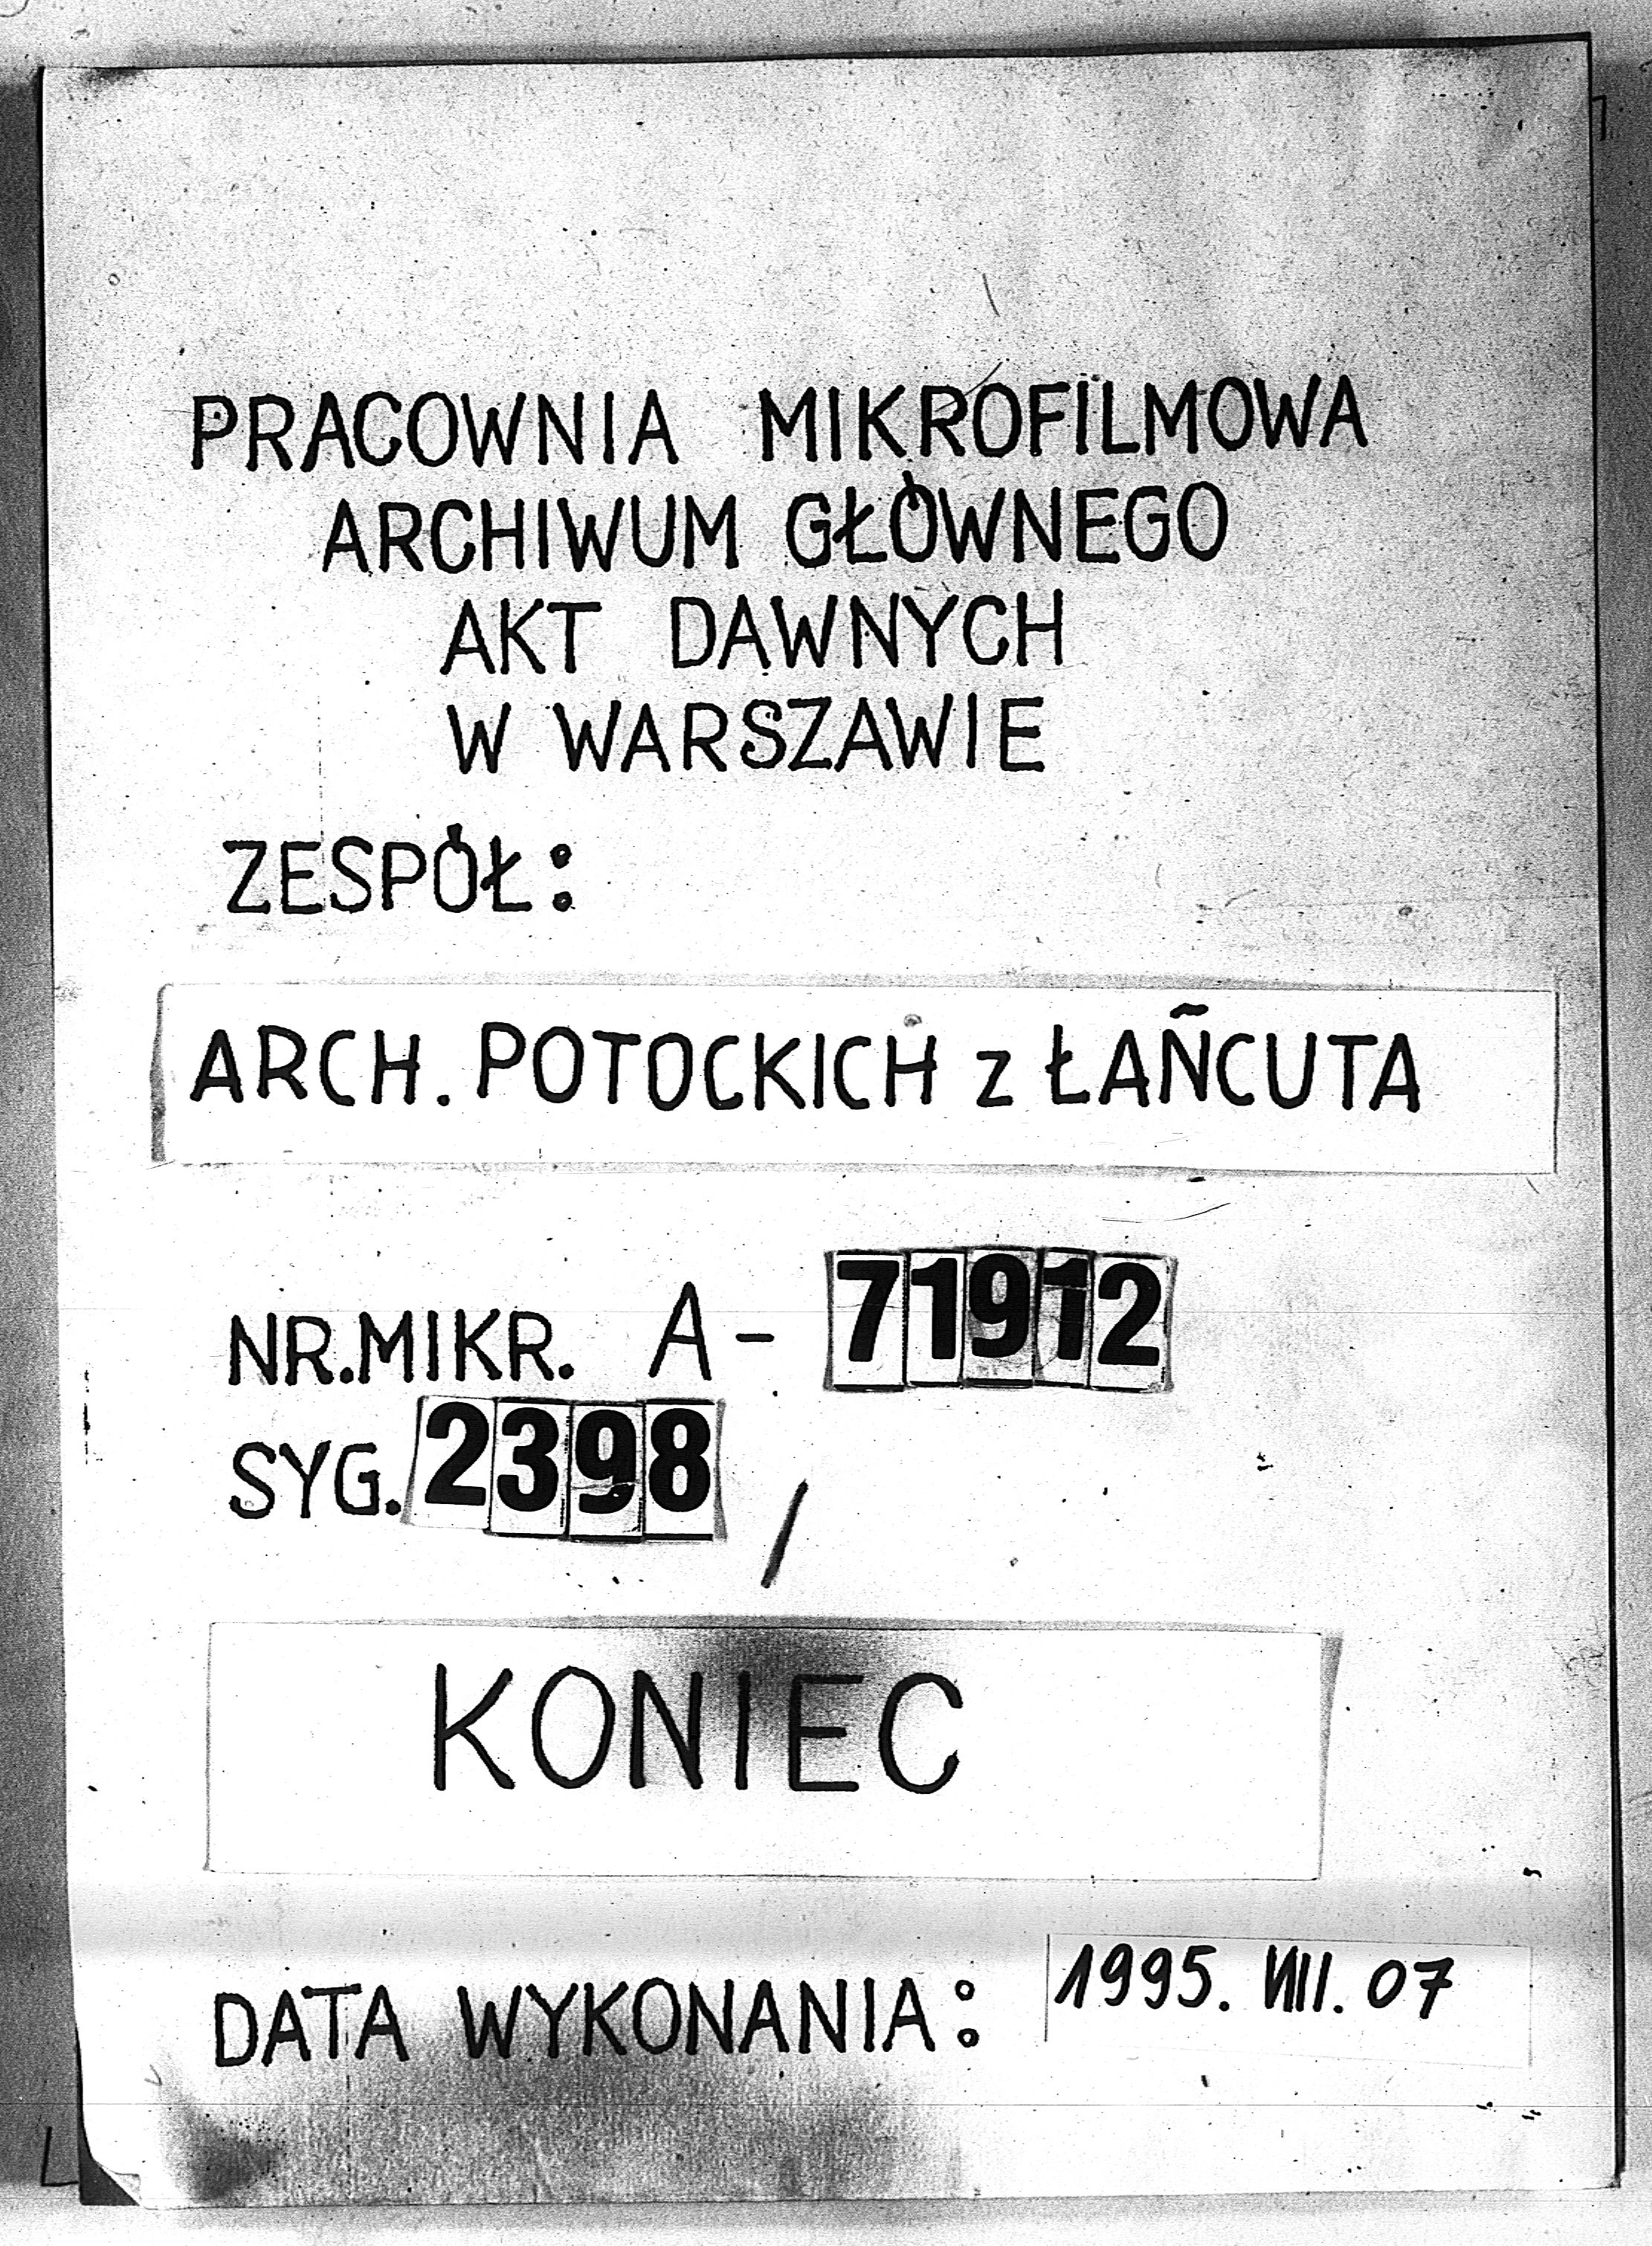 PRACOWNIA MIKROFILMOWA
ARCHIWUM GŁÓWNEGO
AKT DAWNYCH
W WARSZAWIE
ZESPÓŁ:
ARCH. POTOCKICH z ŁAŃCUTA
NR.MIKR. A- 71912
SYG. 2398 /
KONIEC
DATA WYKONANIA: 1995. VIII. 07